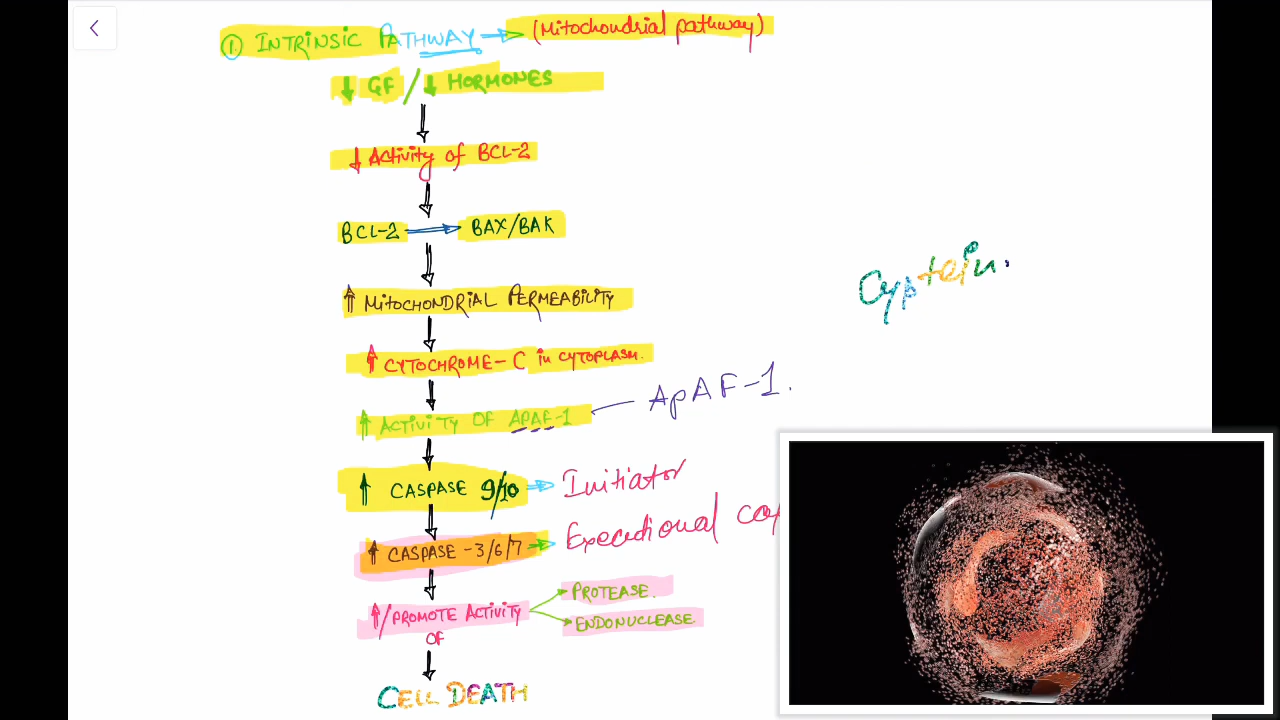 ① INTRINSIC PATHWAY → (Mitochondrial pathway)
↓ GF / ↓ HORMONES
↓ Activity of BCL-2
BCL-2 → BAX/BAK
↑ MITOCHONDRIAL PERMEABILITY
↑ CYTOCHROME-C in CYTOPLASM.
↑ ACTIVITY OF APAF-1
ApAF-1.
↑ CASPASE 9/10 → Initiator
↑ CASPASE-3/6/7 → Executional
↑/PROMOTE ACTIVITY OF
PROTEASE.
ENDONUCLEASE.
CELL DEATH